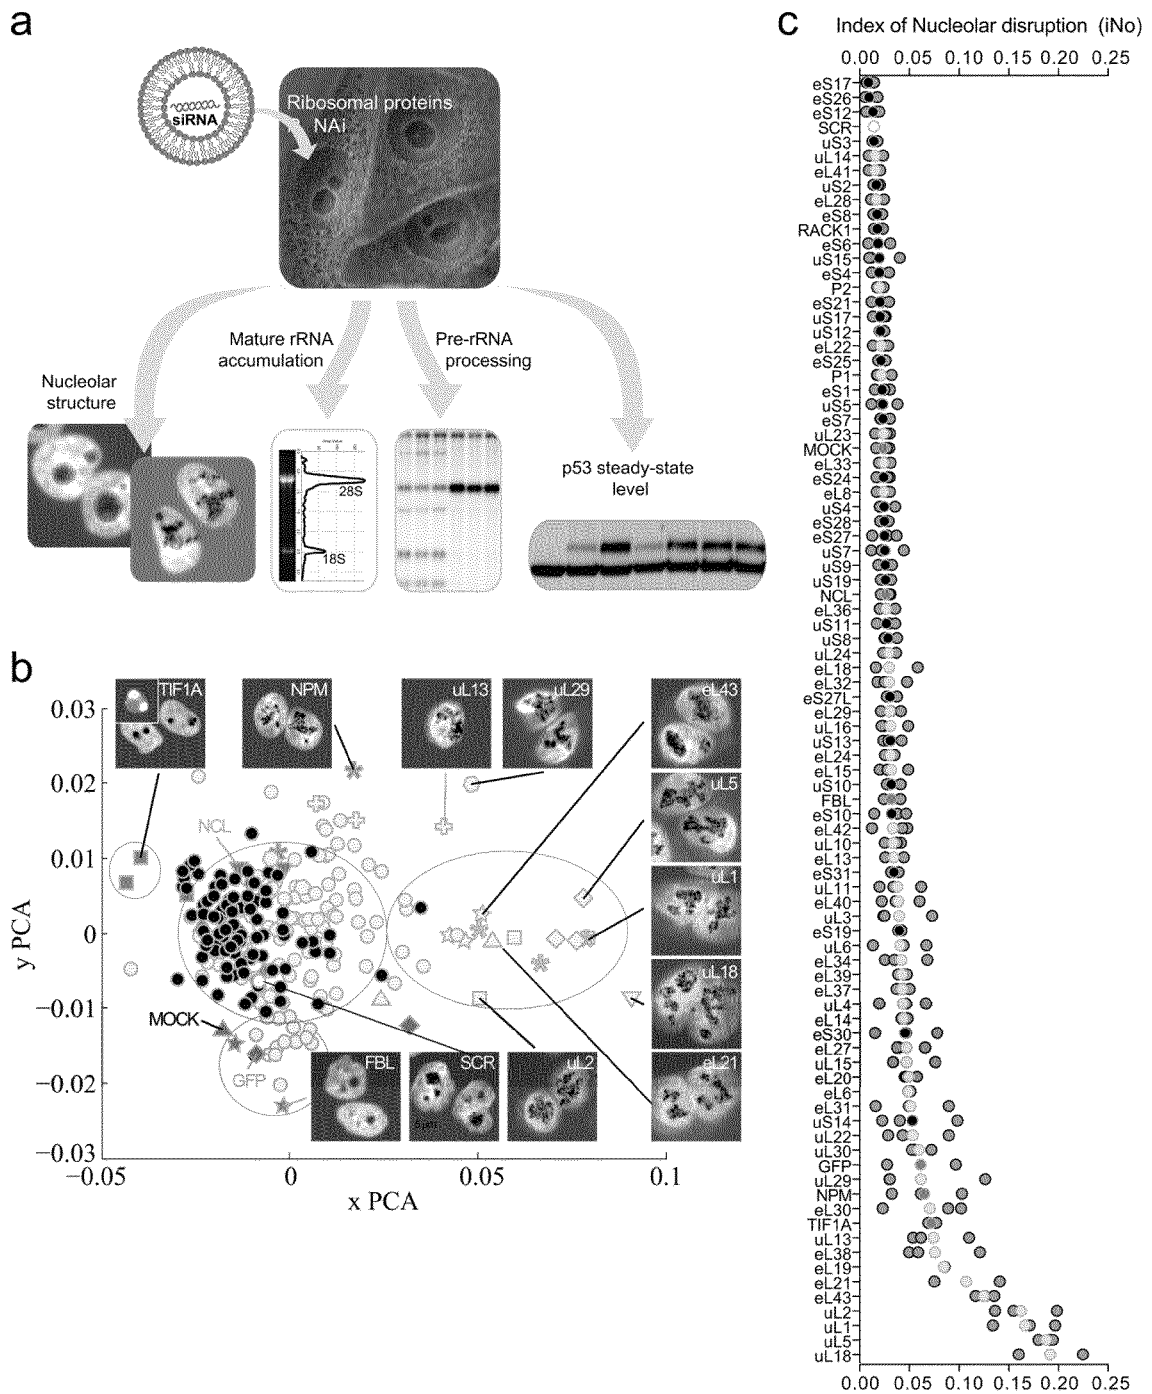 a
siRNA
Ribosomal proteins
NAi
Mature rRNA
accumulation
Pre-rRNA
processing
Nucleolar
structure
28S
18S
p53 steady-state
level
b
TIF1A
NPM
uL13
uL29
eL43
uL5
uL1
uL18
eL21
uL2
SCR
FBL
NCL
MOCK
GFP
0.03
0.02
0.01
0
−0.01
−0.02
−0.03
−0.05
0
0.05
0.1
y PCA
x PCA
c
Index of Nucleolar disruption (iNo)
0.00 0.05 0.10 0.15 0.20 0.25
eS17
eS26
eS12
SCR
uS3
uL14
eL41
uS2
eL28
eS8
RACK1
eS6
uS15
eS4
P2
eS21
uS17
uS12
eL22
eS25
P1
eS1
uS5
eS7
uL23
MOCK
eL33
eS24
eL8
uS4
eS28
eS27
uS7
uS9
uS19
NCL
eL36
uS11
uS8
uL24
eL18
eL32
eS27L
eL29
uL16
uS13
eL24
eL15
uS10
FBL
eS10
eL42
uL10
eL13
eS31
uL11
eL40
uL3
eS19
uL6
eL34
eL39
eL37
uL4
eL14
eS30
eL27
uL15
eL20
eL6
eL31
uS14
uL22
uL30
GFP
uL29
NPM
eL30
TIF1A
uL13
eL38
eL19
eL21
eL43
uL2
uL1
uL5
uL18
0.00 0.05 0.10 0.15 0.20 0.25